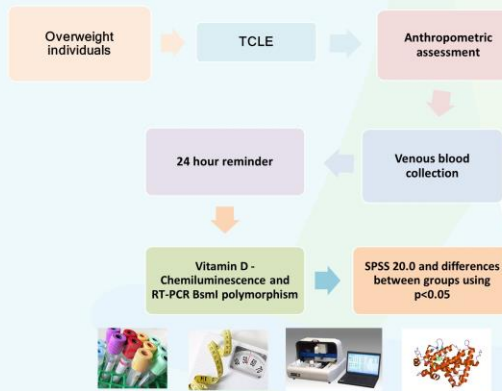 Overweight
individuals
TCLE
Anthropometric
assessment
Venous blood
collection
24 hour reminder
Vitamin D -
Chemiluminescence and
RT-PCR BsmI polymorphism
SPSS 20.0 and differences
between groups using
p<0.05